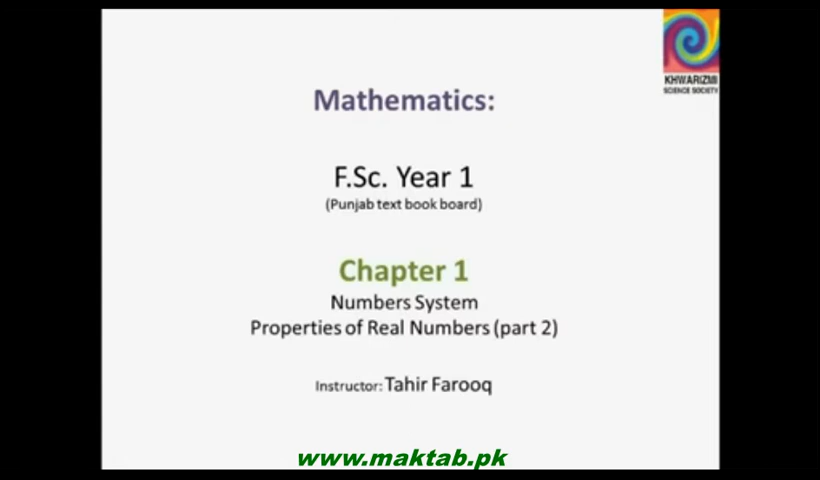 KHWARIZMI
SCIENCE SOCIETY
Mathematics:
F.Sc. Year 1
(Punjab text book board)
Chapter 1
Numbers System
Properties of Real Numbers (part 2)
Instructor: Tahir Farooq
www.maktab.pk